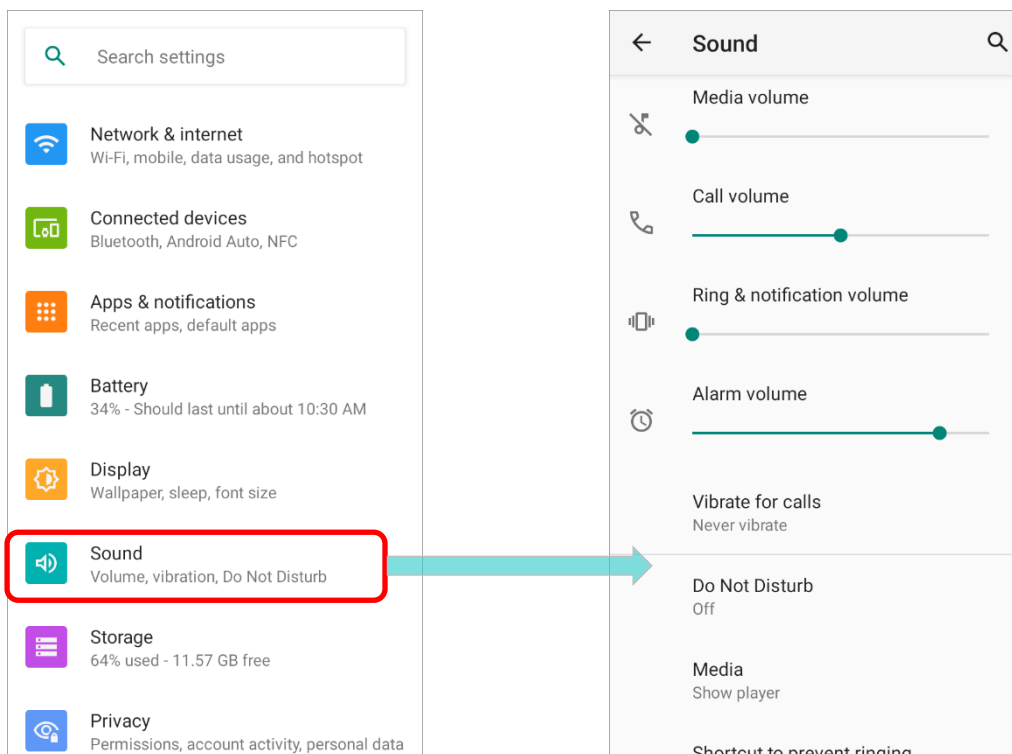 Search settings
Network & internet
Wi-Fi, mobile, data usage, and hotspot
Connected devices
Bluetooth, Android Auto, NFC
Apps & notifications
Recent apps, default apps
Battery
34% - Should last until about 10:30 AM
Display
Wallpaper, sleep, font size
Sound
Volume, vibration, Do Not Disturb
Storage
64% used - 11.57 GB free
Privacy
Permissions, account activity, personal data
Sound
Media volume
Call volume
Ring & notification volume
Alarm volume
Vibrate for calls
Never vibrate
Do Not Disturb
Off
Media
Show player
Shortcut to prevent ringing